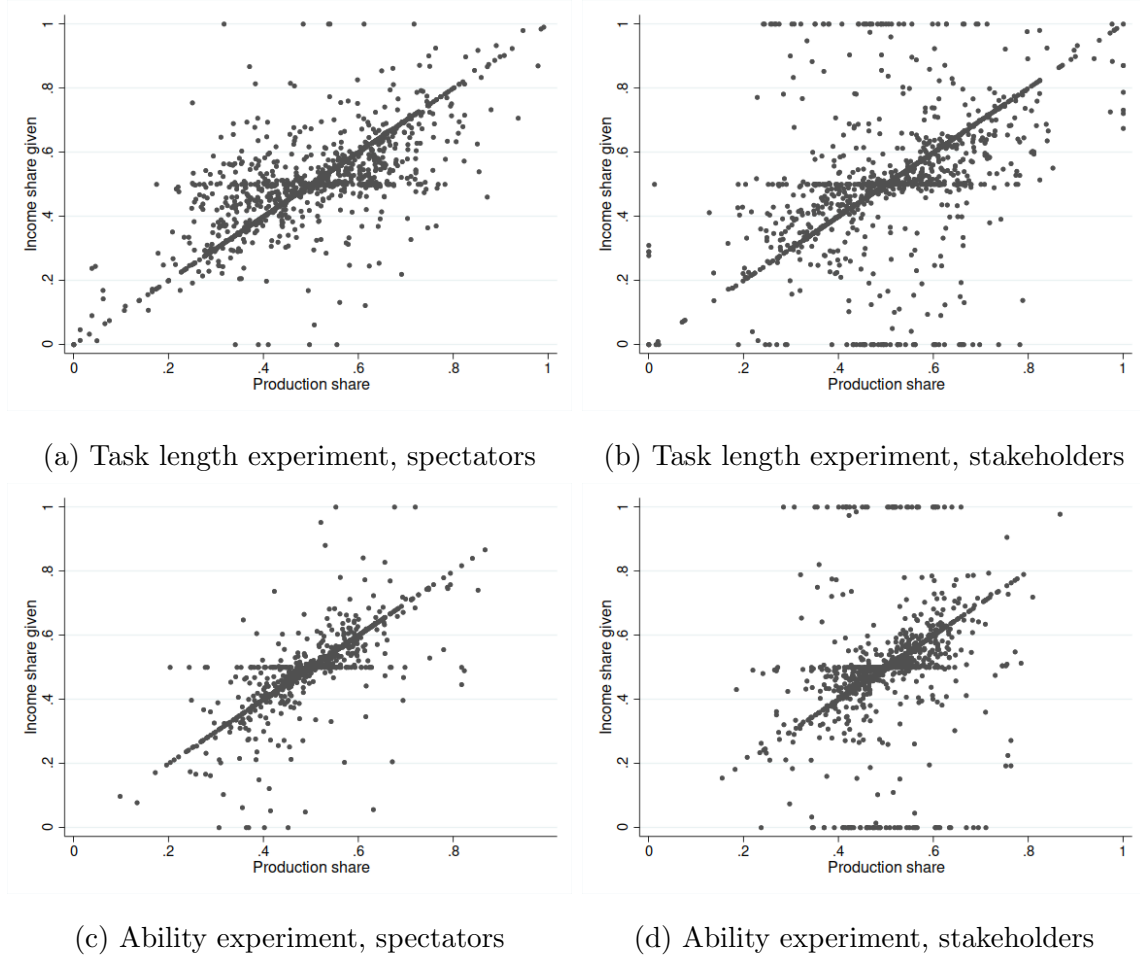 1
.8
.6
.4
.2
0
Income share given
0 .2 .4 .6 .8 1
Production share
1
.8
.6
.4
.2
0
Income share given
0 .2 .4 .6 .8 1
Production share
(a) Task length experiment, spectators
(b) Task length experiment, stakeholders
1
.8
.6
.4
.2
0
Income share given
0 .2 .4 .6 .8
Production share
1
.8
.6
.4
.2
0
Income share given
0 .2 .4 .6 .8 1
Production share
(c) Ability experiment, spectators
(d) Ability experiment, stakeholders